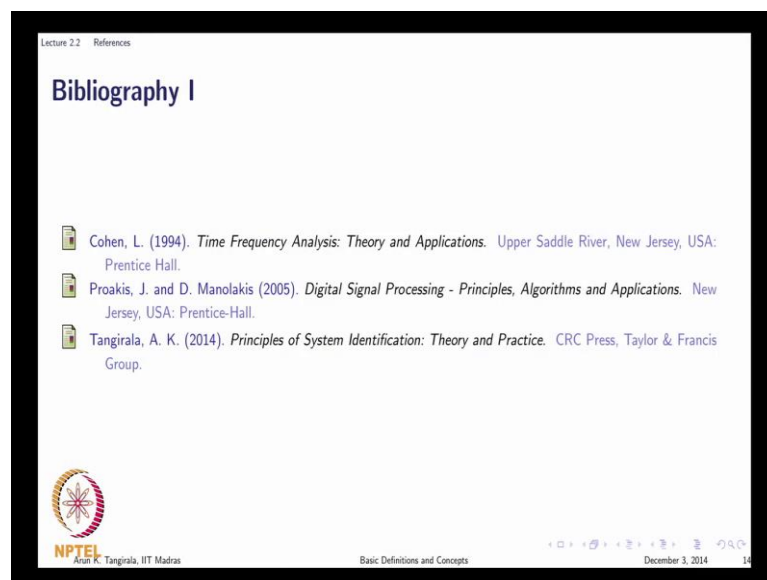 Lecture 2.2 References
Bibliography I
Cohen, L. (1994). Time Frequency Analysis: Theory and Applications. Upper Saddle River, New Jersey, USA:
Prentice Hall.
Proakis, J. and D. Manolakis (2005). Digital Signal Processing - Principles, Algorithms and Applications. New
Jersey, USA: Prentice-Hall.
Tangirala, A. K. (2014). Principles of System Identification: Theory and Practice. CRC Press, Taylor & Francis
Group.
NPTEL
Arun K. Tangirala, IIT Madras Basic Definitions and Concepts December 3, 2014 14